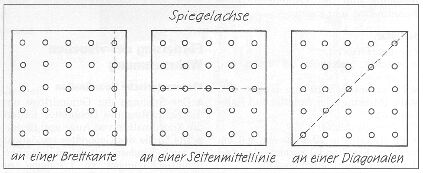 Spiegelachse
an einer Brettkante
an einer Seitenmittellinie
an einer Diagonalen